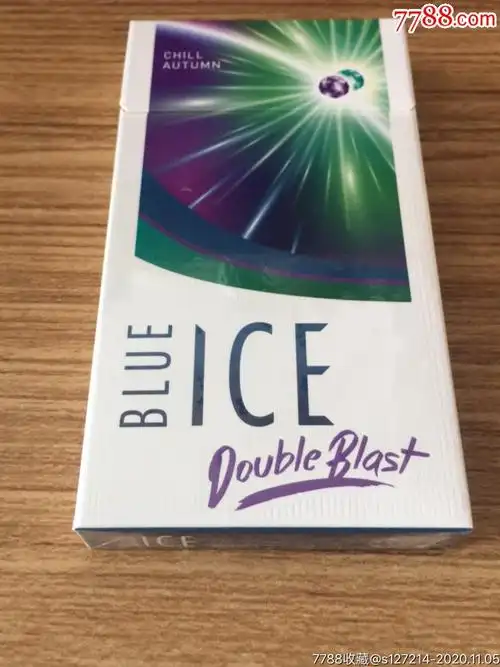 7788.com
CHILL
AUTUMN
BLUE
ICE
Double Blast
ICE
7788收藏@s127214-2020.11.05